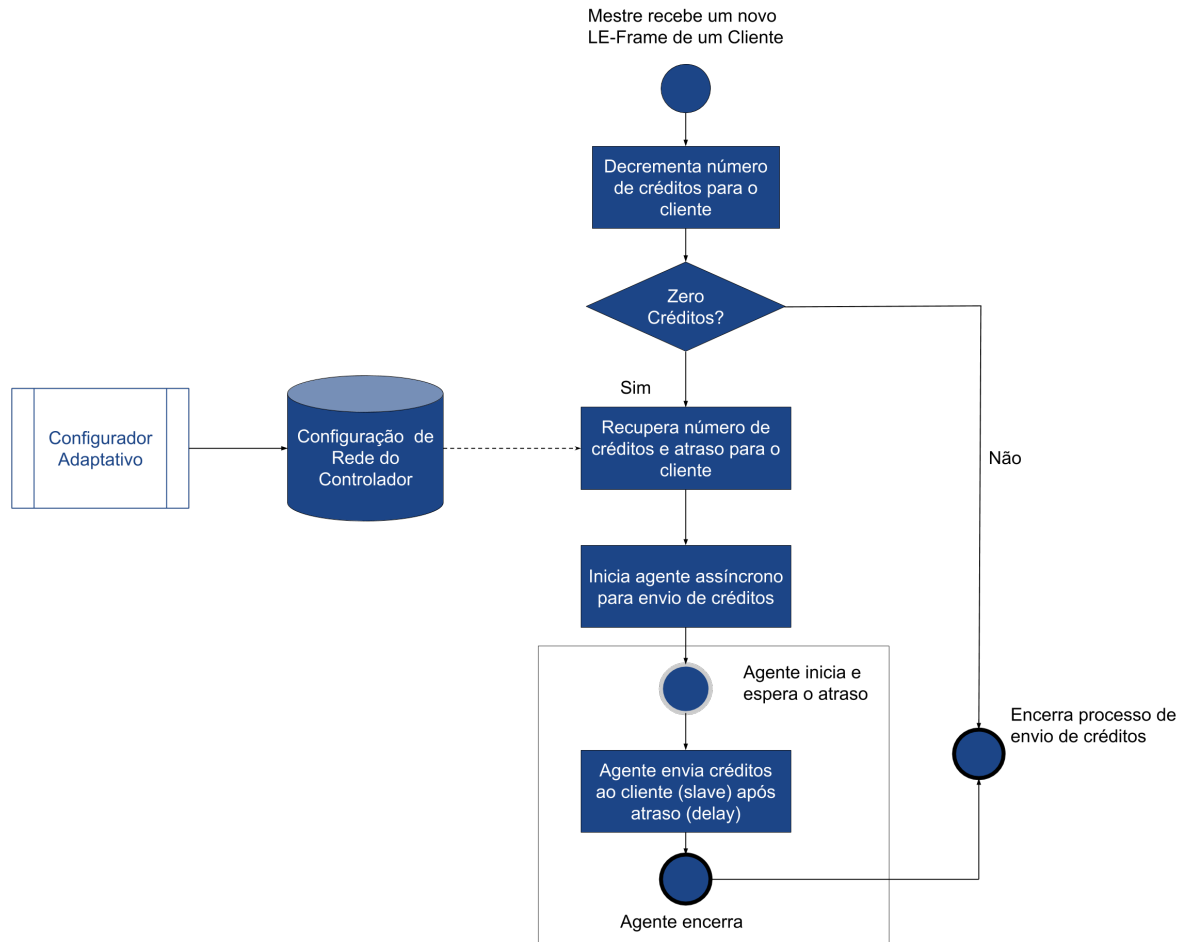 Mestre recebe um novo
LE-Frame de um Cliente
Decrementa número
de créditos para o
cliente
Zero
Créditos?
Sim
Não
Configurador
Adaptativo
Configuração de
Rede do
Controlador
Recupera número de
créditos e atraso para o
cliente
Inicia agente assíncrono
para envio de créditos
Agente inicia e
espera o atraso
Agente envia créditos
ao cliente (slave) após
atraso (delay)
Agente encerra
Encerra processo de
envio de créditos